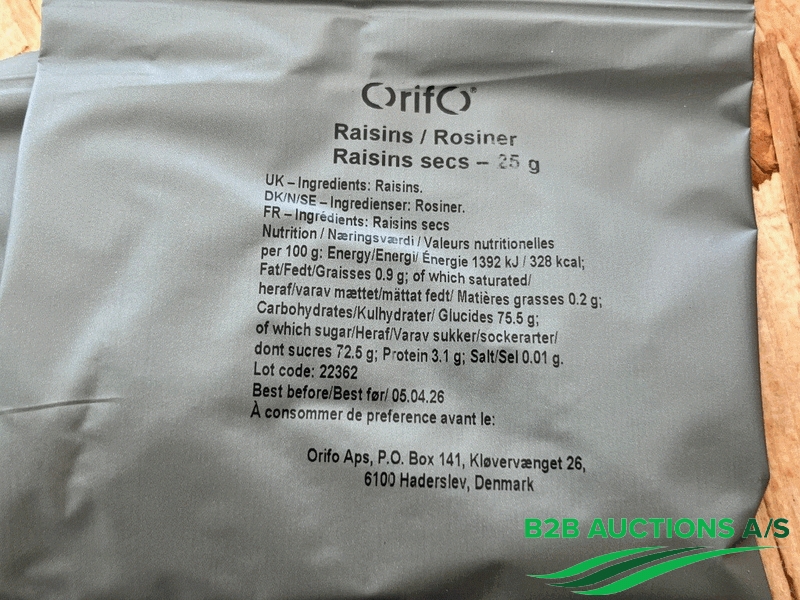 OrifO®
Raisins / Rosiner
Raisins secs – 25 g
UK – Ingredients: Raisins.
DK/N/SE – Ingredienser: Rosiner.
FR – Ingrédients: Raisins secs
Nutrition / Næringsværdi / Valeurs nutritionelles
per 100 g: Energy/Energi/ Énergie 1392 kJ / 328 kcal;
Fat/Fedt/Graisses 0.9 g; of which saturated/
heraf/varav mættet/mättat fedt/ Matières grasses 0.2 g;
Carbohydrates/Kulhydrater/ Glucides 75.5 g;
of which sugar/Heraf/Varav sukker/sockerarter/
dont sucres 72.5 g; Protein 3.1 g; Salt/Sel 0.01 g.
Lot code: 22362
Best before/Best før/ 05.04.26
À consommer de preference avant le:
Orifo Aps, P.O. Box 141, Kløvervænget 26,
6100 Haderslev, Denmark
B2B AUCTIONS A/S